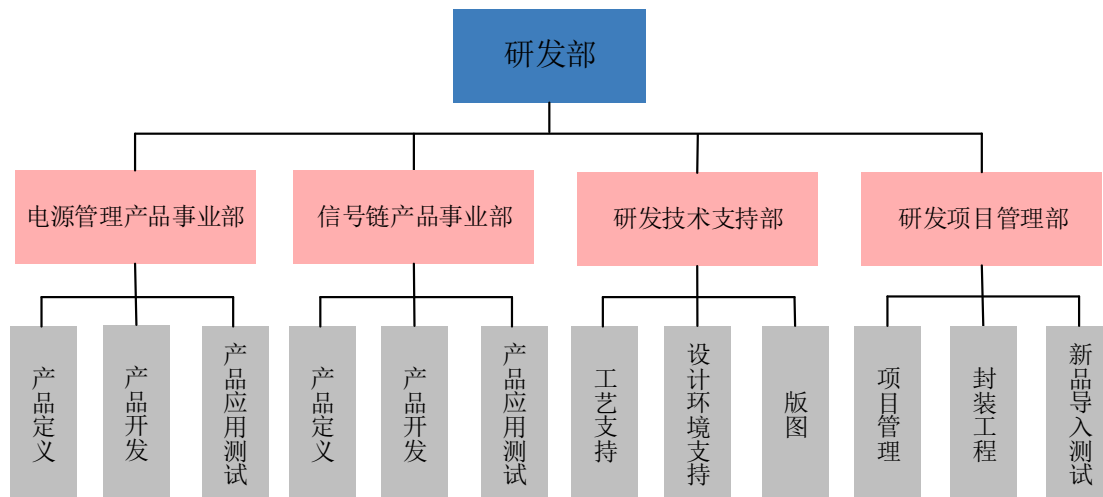 研发部
电源管理产品事业部
信号链产品事业部
研发技术支持部
研发项目管理部
产品定义
产品开发
产品应用测试
产品定义
产品开发
产品应用测试
工艺支持
设计环境支持
版图
项目管理
封装工程
新品导入测试